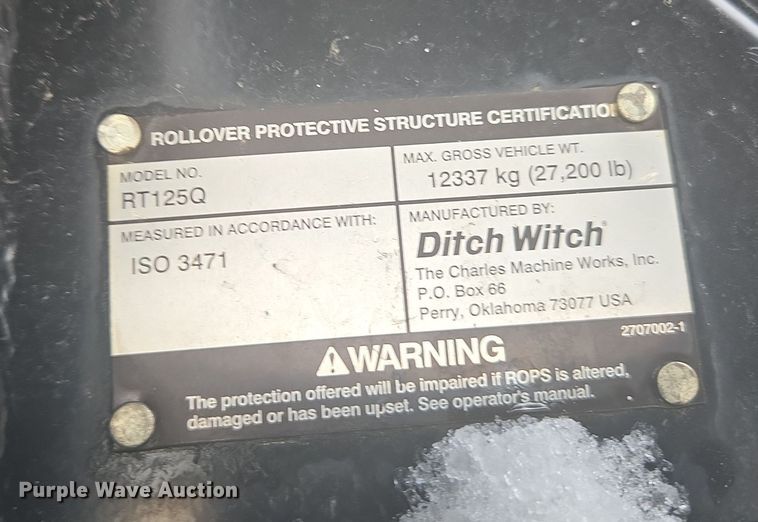 ROLLOVER PROTECTIVE STRUCTURE CERTIFICATIO
MODEL NO.
RT125Q
MAX. GROSS VEHICLE WT.
12337 kg (27,200 lb)
MEASURED IN ACCORDANCE WITH:
ISO 3471
MANUFACTURED BY:
Ditch Witch®
The Charles Machine Works, Inc.
P.O. Box 66
Perry, Oklahoma 73077 USA
2707002-1
⚠WARNING
The protection offered will be impaired if ROPS is altered,
damaged or has been upset. See operator's manual.
Purple Wave Auction